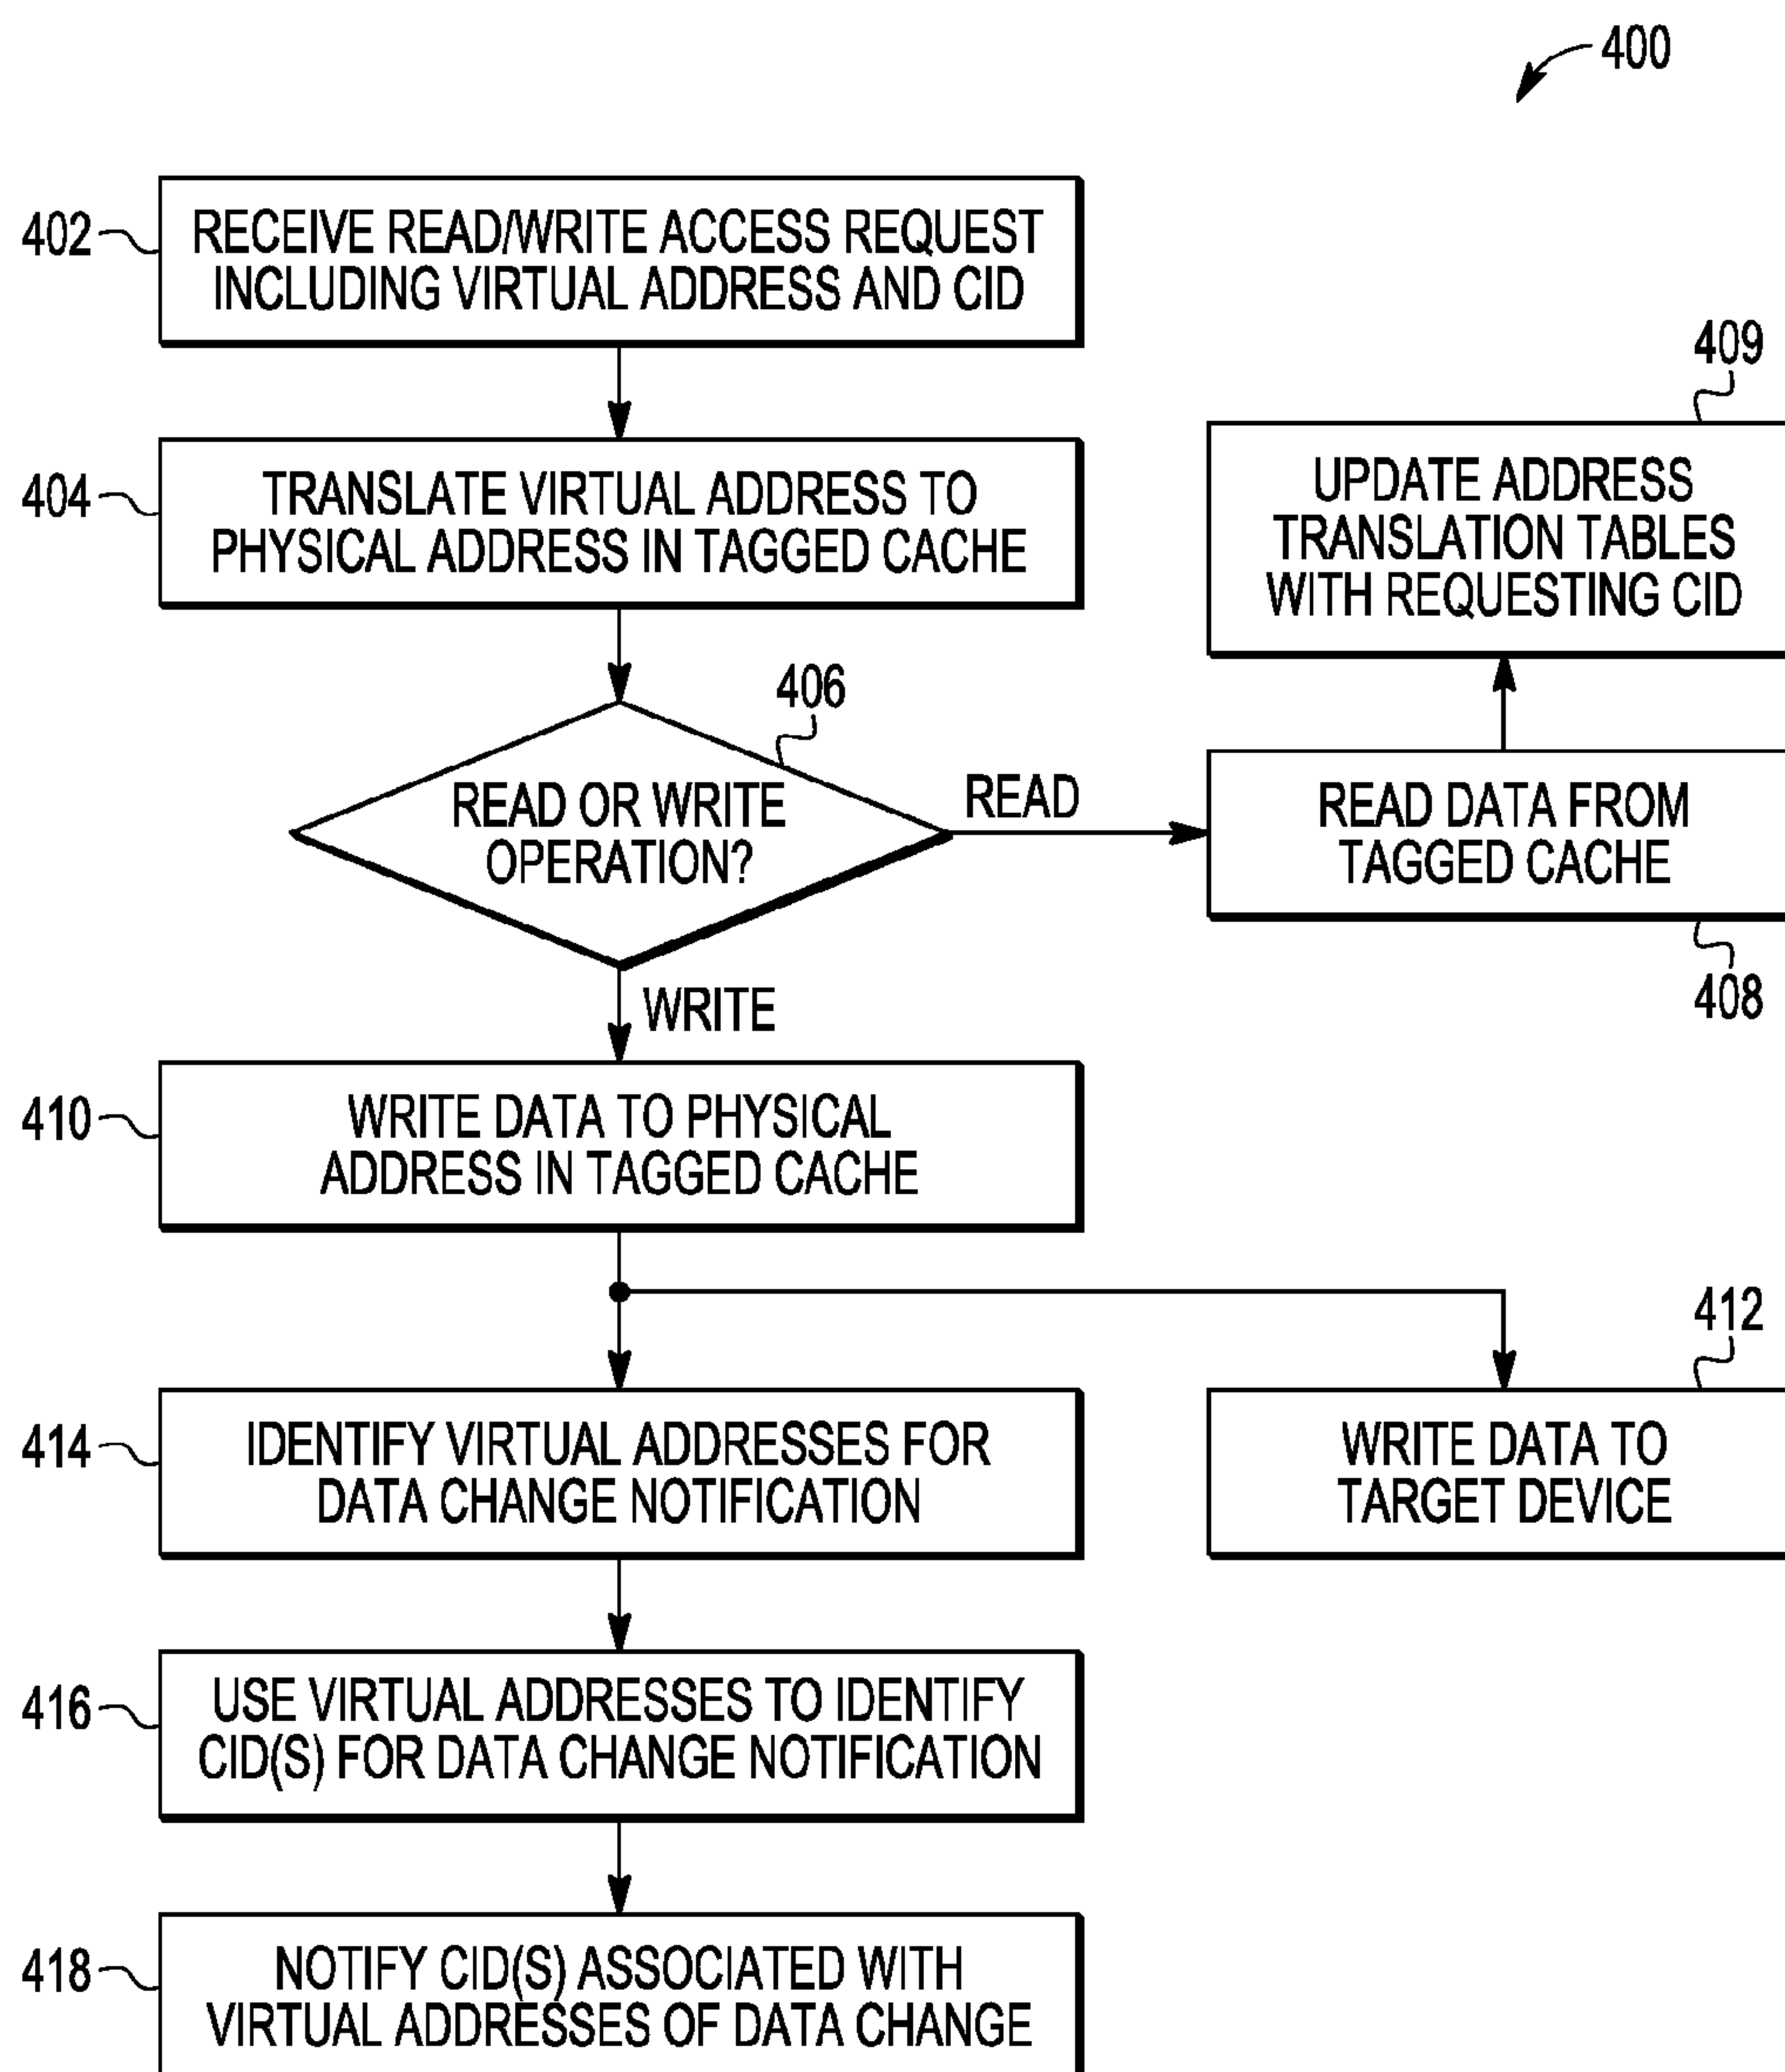 400
402
RECEIVE READ/WRITE ACCESS REQUEST
INCLUDING VIRTUAL ADDRESS AND CID
404
TRANSLATE VIRTUAL ADDRESS TO
PHYSICAL ADDRESS IN TAGGED CACHE
409
UPDATE ADDRESS
TRANSLATION TABLES
WITH REQUESTING CID
406
READ OR WRITE
OPERATION?
READ
READ DATA FROM
TAGGED CACHE
408
WRITE
410
WRITE DATA TO PHYSICAL
ADDRESS IN TAGGED CACHE
412
WRITE DATA TO
TARGET DEVICE
414
IDENTIFY VIRTUAL ADDRESSES FOR
DATA CHANGE NOTIFICATION
416
USE VIRTUAL ADDRESSES TO IDENTIFY
CID(S) FOR DATA CHANGE NOTIFICATION
418
NOTIFY CID(S) ASSOCIATED WITH
VIRTUAL ADDRESSES OF DATA CHANGE